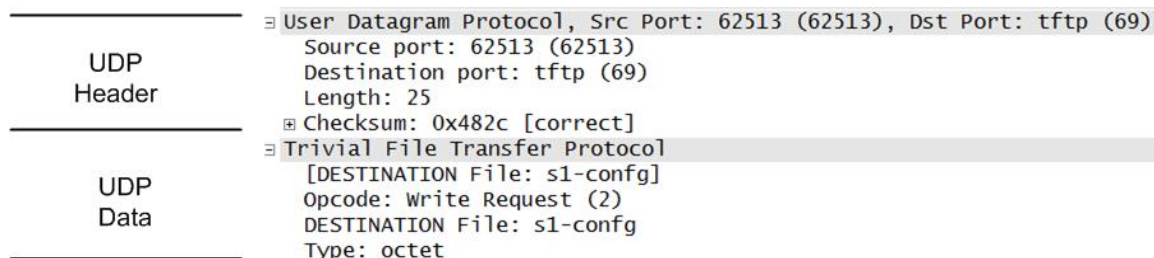 UDP
Header
UDP
Data
User Datagram Protocol, Src Port: 62513 (62513), Dst Port: tftp (69)
Source port: 62513 (62513)
Destination port: tftp (69)
Length: 25
Checksum: 0x482c [correct]
Trivial File Transfer Protocol
[DESTINATION File: s1-confg]
Opcode: Write Request (2)
DESTINATION File: s1-confg
Type: octet